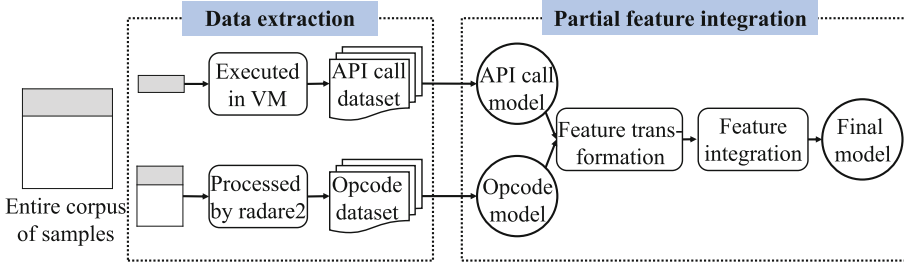 Data extraction
Partial feature integration
Entire corpus
of samples
Executed
in VM
API call
dataset
Processed
by radare2
Opcode
dataset
API call
model
Opcode
model
Feature trans-
formation
Feature
integration
Final
model